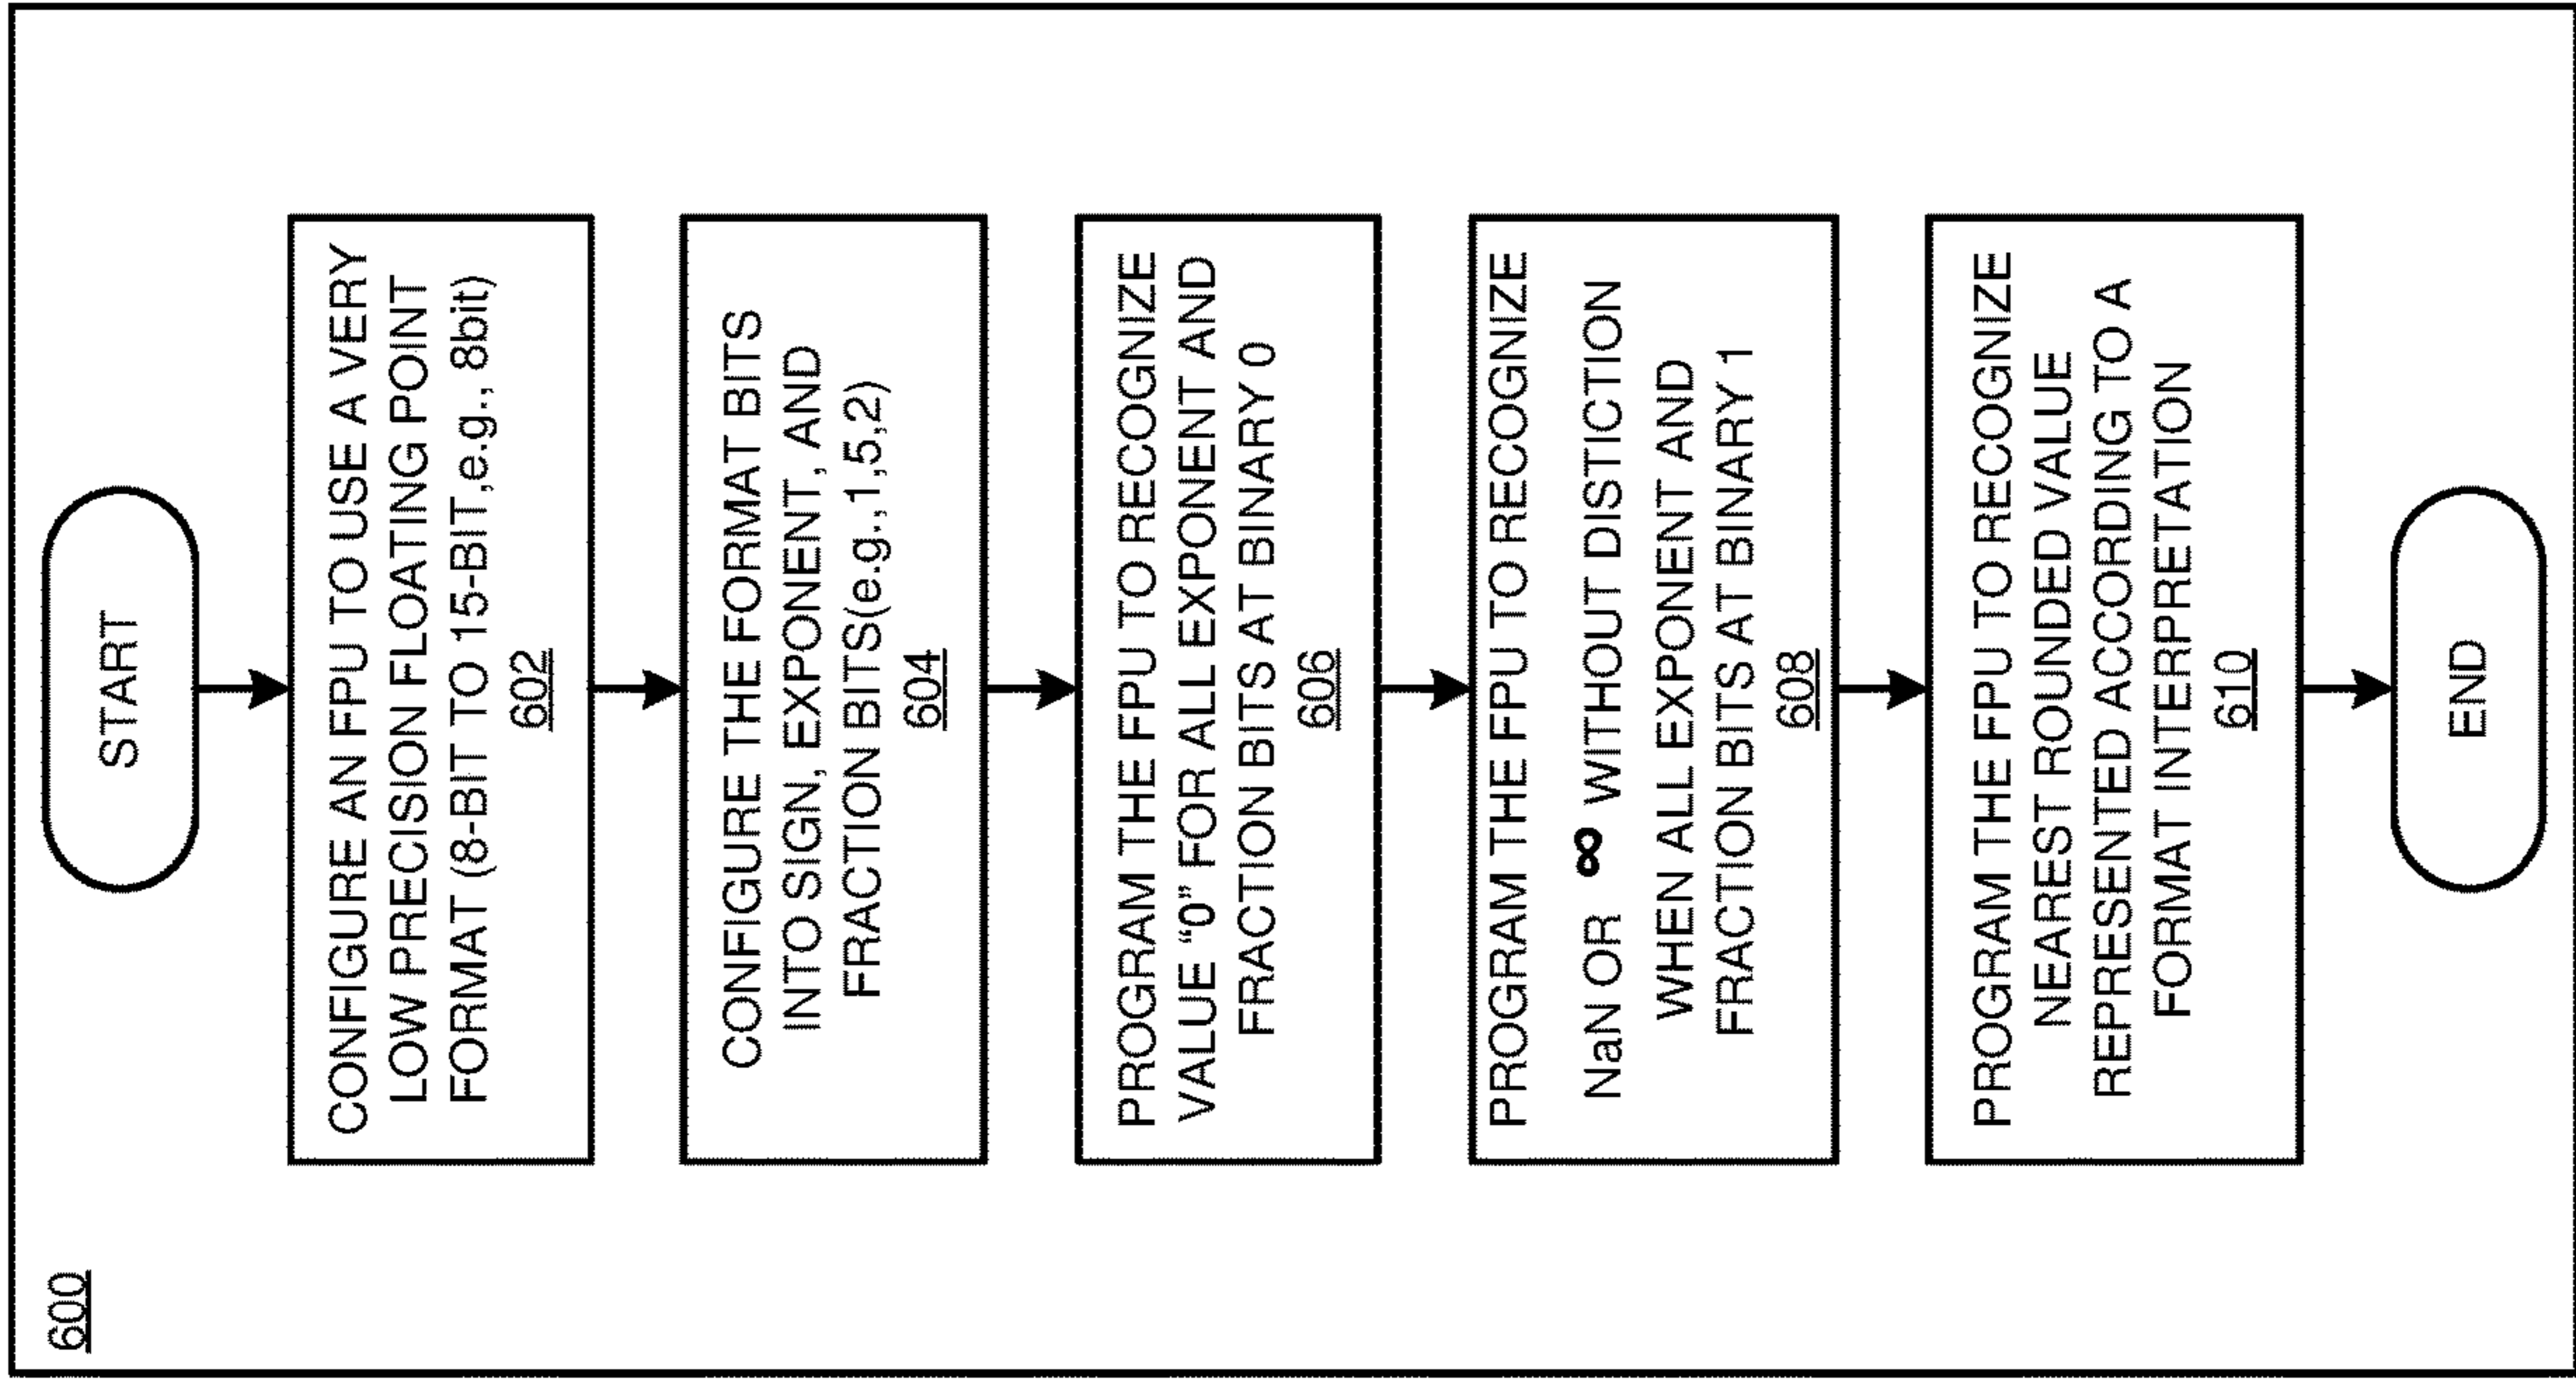 600
START
CONFIGURE AN FPU TO USE A VERY
LOW PRECISION FLOATING POINT
FORMAT (8-BIT TO 15-BIT,e.g., 8bit)
602
CONFIGURE THE FORMAT BITS
INTO SIGN, EXPONENT, AND
FRACTION BITS(e.g.,1,5,2)
604
PROGRAM THE FPU TO RECOGNIZE
VALUE “0” FOR ALL EXPONENT AND
FRACTION BITS AT BINARY 0
606
PROGRAM THE FPU TO RECOGNIZE
NaN OR ∞ WITHOUT DISTICTION
WHEN ALL EXPONENT AND
FRACTION BITS AT BINARY 1
608
PROGRAM THE FPU TO RECOGNIZE
NEAREST ROUNDED VALUE
REPRESENTED ACCORDING TO A
FORMAT INTERPRETATION
610
END